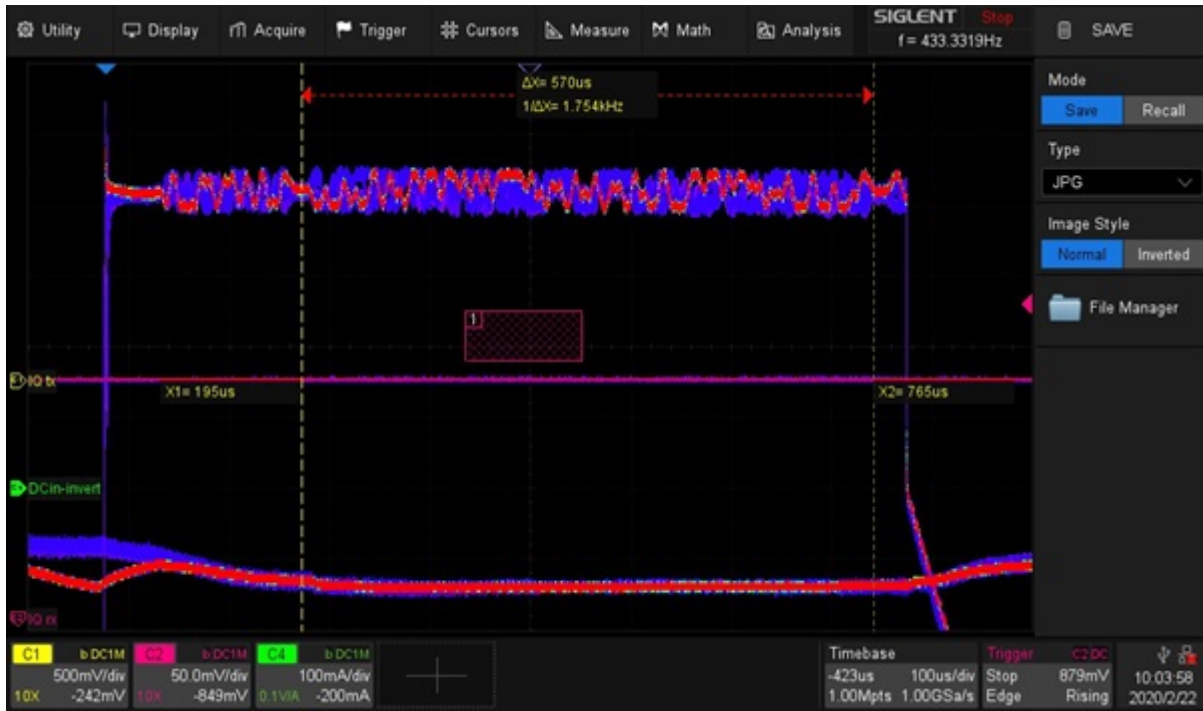 Utility
Display
Acquire
Trigger
Cursors
Measure
Math
Analysis
SIGLENT Stop
f = 433.3319Hz
SAVE
Mode
Save Recall
Type
JPG
Image Style
Normal Inverted
File Manager
ΔX= 570us
1/ΔX= 1.754kHz
1
IQ tx
X1= 195us
X2= 765us
DCin-invert
IQ rx
C1 b DC1M
500mV/div
10X -242mV
C2 b DC1M
50.0mV/div
10X -849mV
C4 b DC1M
100mA/div
0.1V/A -200mA
Timebase
-423us 100us/div
1.00Mpts 1.00GSa/s
Trigger C2 DC
Stop 879mV
Edge Rising
10:03:58
2020/2/22